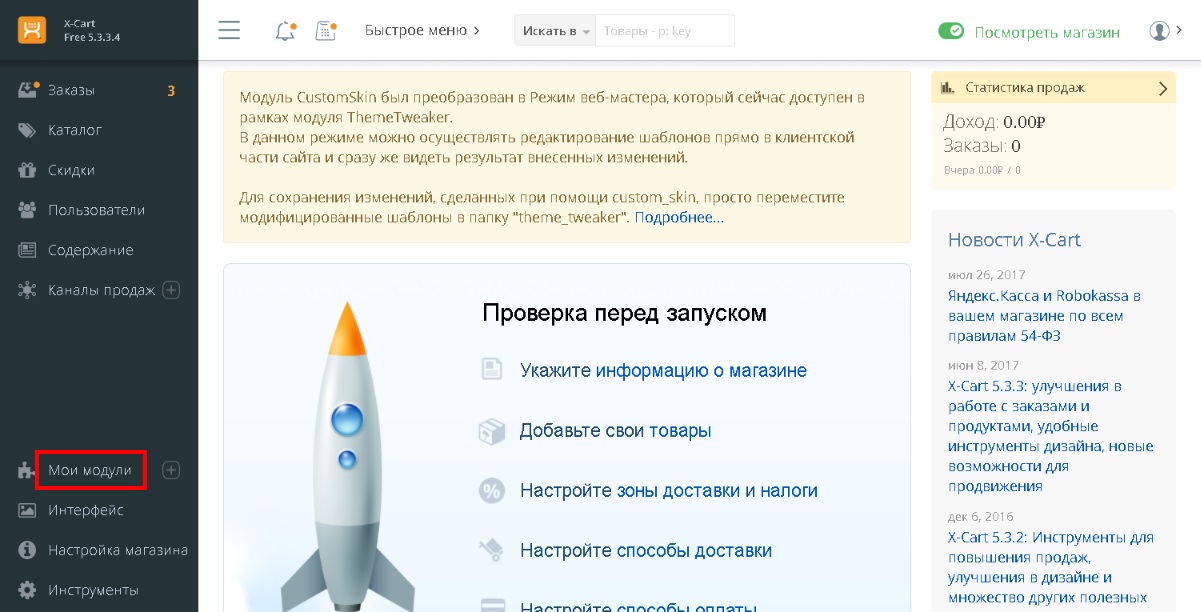 X-Cart
Free 5.3.3.4
Быстрое меню
Искать в
Товары - p: key
Посмотреть магазин
Заказы 3
Каталог
Скидки
Пользователи
Содержание
Каналы продаж
Мои модули
Интерфейс
Настройка магазина
Инструменты
Модуль CustomSkin был преобразован в Режим веб-мастера, который сейчас доступен в
рамках модуля ThemeTweaker.
В данном режиме можно осуществлять редактирование шаблонов прямо в клиентской
части сайта и сразу же видеть результат внесенных изменений.
Для сохранения изменений, сделанных при помощи custom_skin, просто переместите
модифицированные шаблоны в папку "theme_tweaker". Подробнее...
Проверка перед запуском
Укажите информацию о магазине
Добавьте свои товары
Настройте зоны доставки и налоги
Настройте способы доставки
Настройте способы оплаты
Статистика продаж
Доход: 0.00₽
Заказы: 0
Вчера 0.00₽ / 0
Новости X-Cart
июл 26, 2017
Яндекс.Касса и Robokassa в
вашем магазине по всем
правилам 54-ФЗ
июн 8, 2017
X-Cart 5.3.3: улучшения в
работе с заказами и
продуктами, удобные
инструменты дизайна, новые
возможности для
продвижения
дек 6, 2016
X-Cart 5.3.2: Инструменты для
повышения продаж,
улучшения в дизайне и
множество других полезных